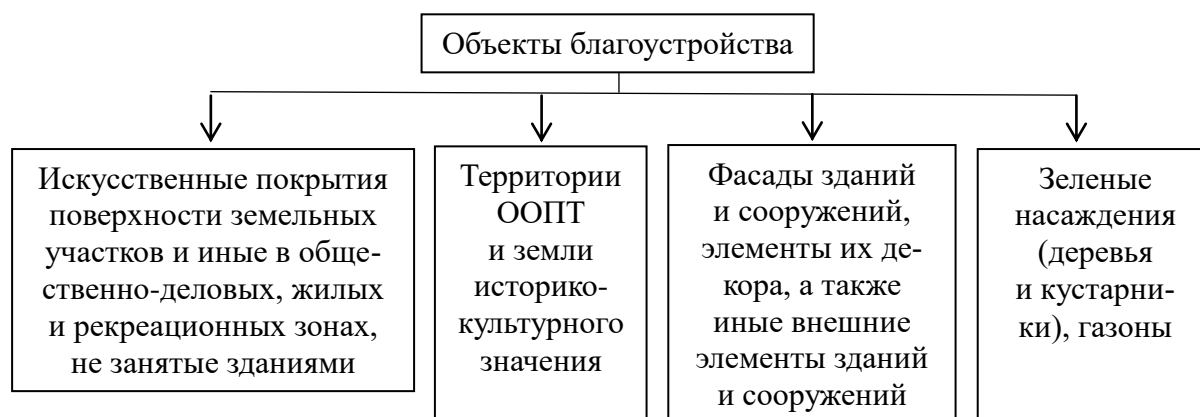 Объекты благоустройства
Искусственные покрытия
поверхности земельных
участков и иные в обще-
ственно-деловых, жилых
и рекреационных зонах,
не занятые зданиями
Территории
ООПТ
и земли
историко-
культурного
значения
Фасады зданий
и сооружений,
элементы их де-
кора, а также
иные внешние
элементы зданий
и сооружений
Зеленые
насаждения
(деревья
и кустарни-
ки), газоны